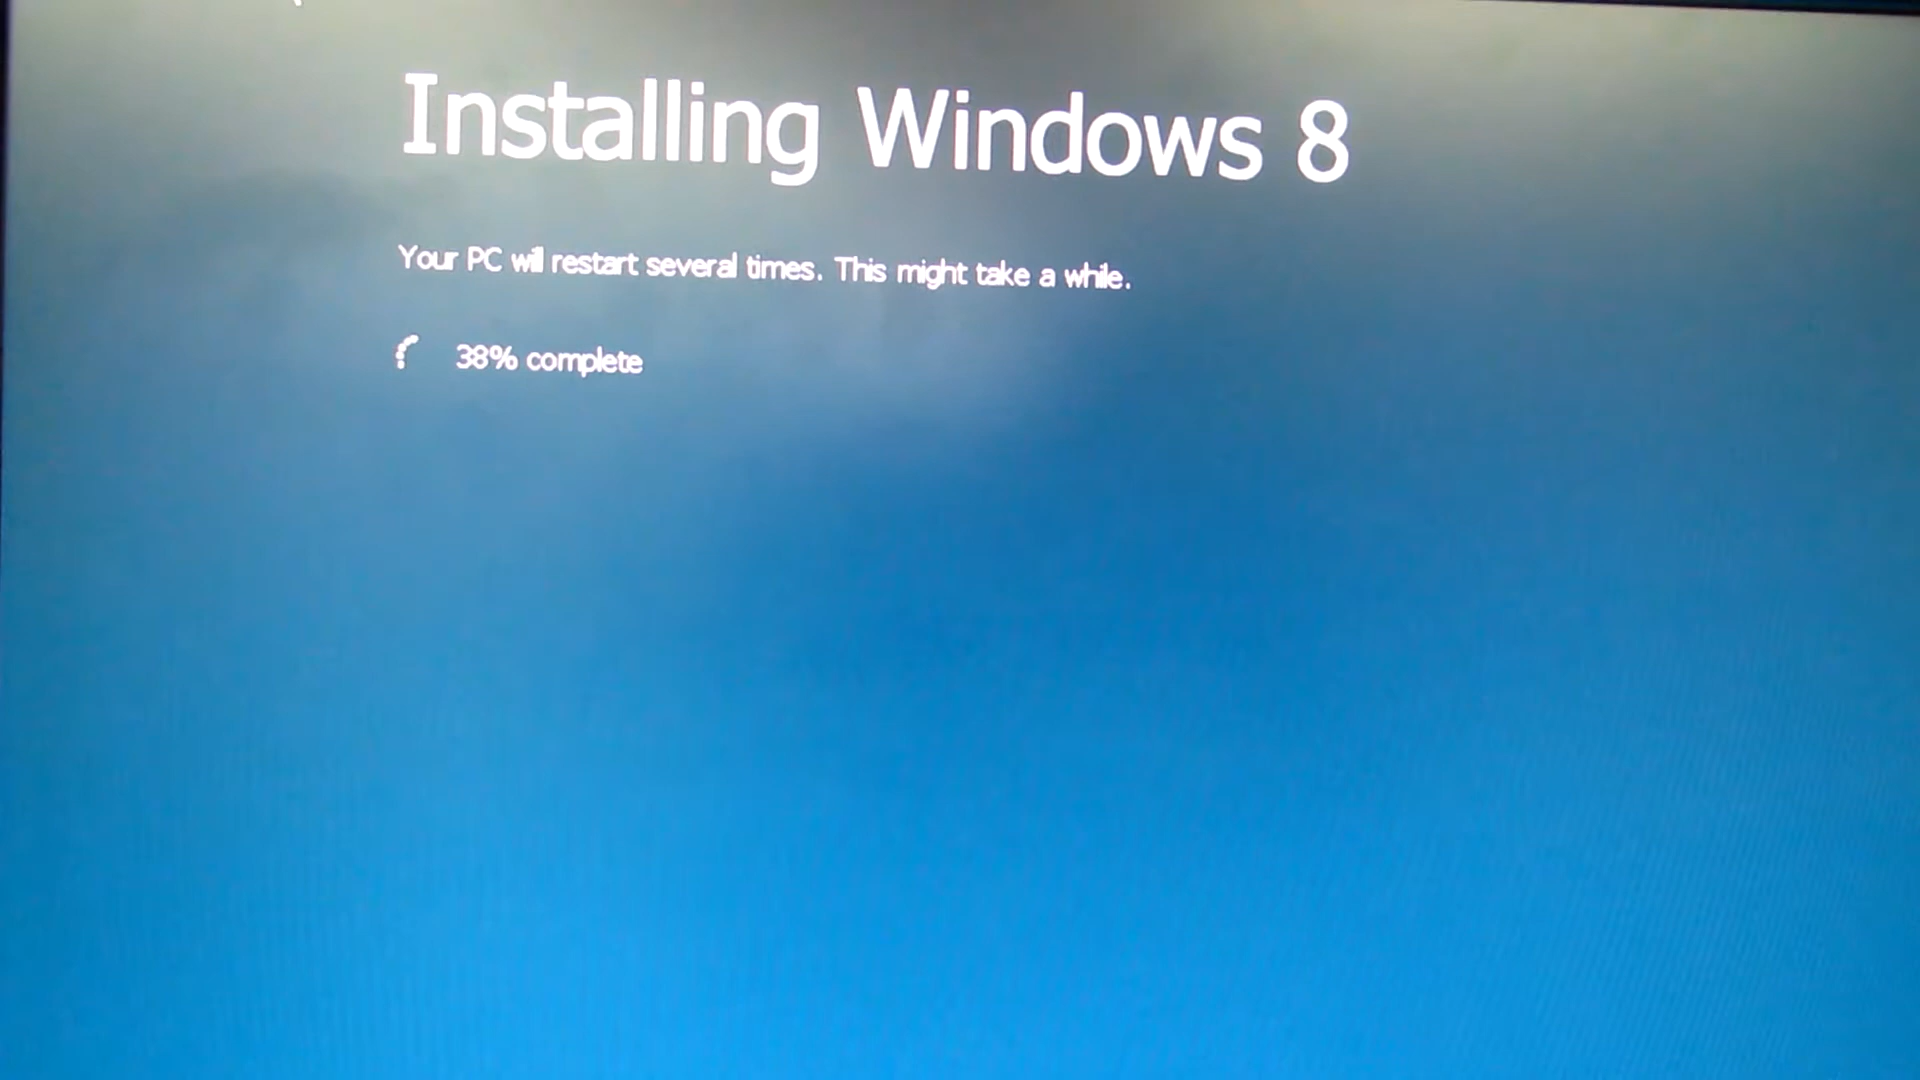 Installing Windows 8
Your PC will restart several times. This might take a while.
38% complete